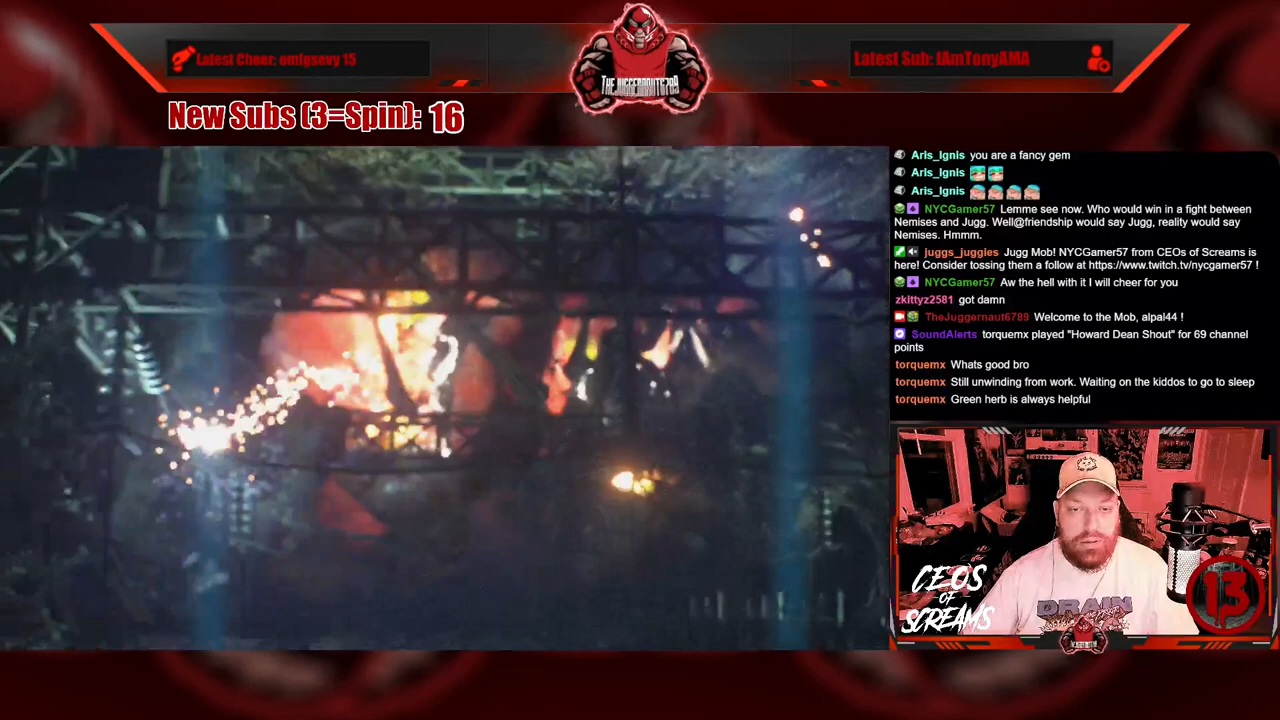 Latest Cheer: omfgsevy 15
THEJUGGERNAUT6789
Latest Sub: IAmTonyAMA
New Subs (3=Spin): 16
Aris_Ignis you are a fancy gem
Aris_Ignis
Aris_Ignis
NYCGamer57 Lemme see now. Who would win in a fight between
Nemises and Jugg. Well@friendship would say Jugg, reality would say
Nemises. Hmmm.
juggs_juggies Jugg Mob! NYCGamer57 from CEOs of Screams is
here! Consider tossing them a follow at https://www.twitch.tv/nycgamer57 !
NYCGamer57 Aw the hell with it I will cheer for you
zkittyz2581 got damn
TheJuggernaut6789 Welcome to the Mob, alpal44 !
SoundAlerts torquemx played "Howard Dean Shout" for 69 channel
points
torquemx Whats good bro
torquemx Still unwinding from work. Waiting on the kiddos to go to sleep
torquemx Green herb is always helpful
CEOS
OF
SCREAMS
DRAIN
13